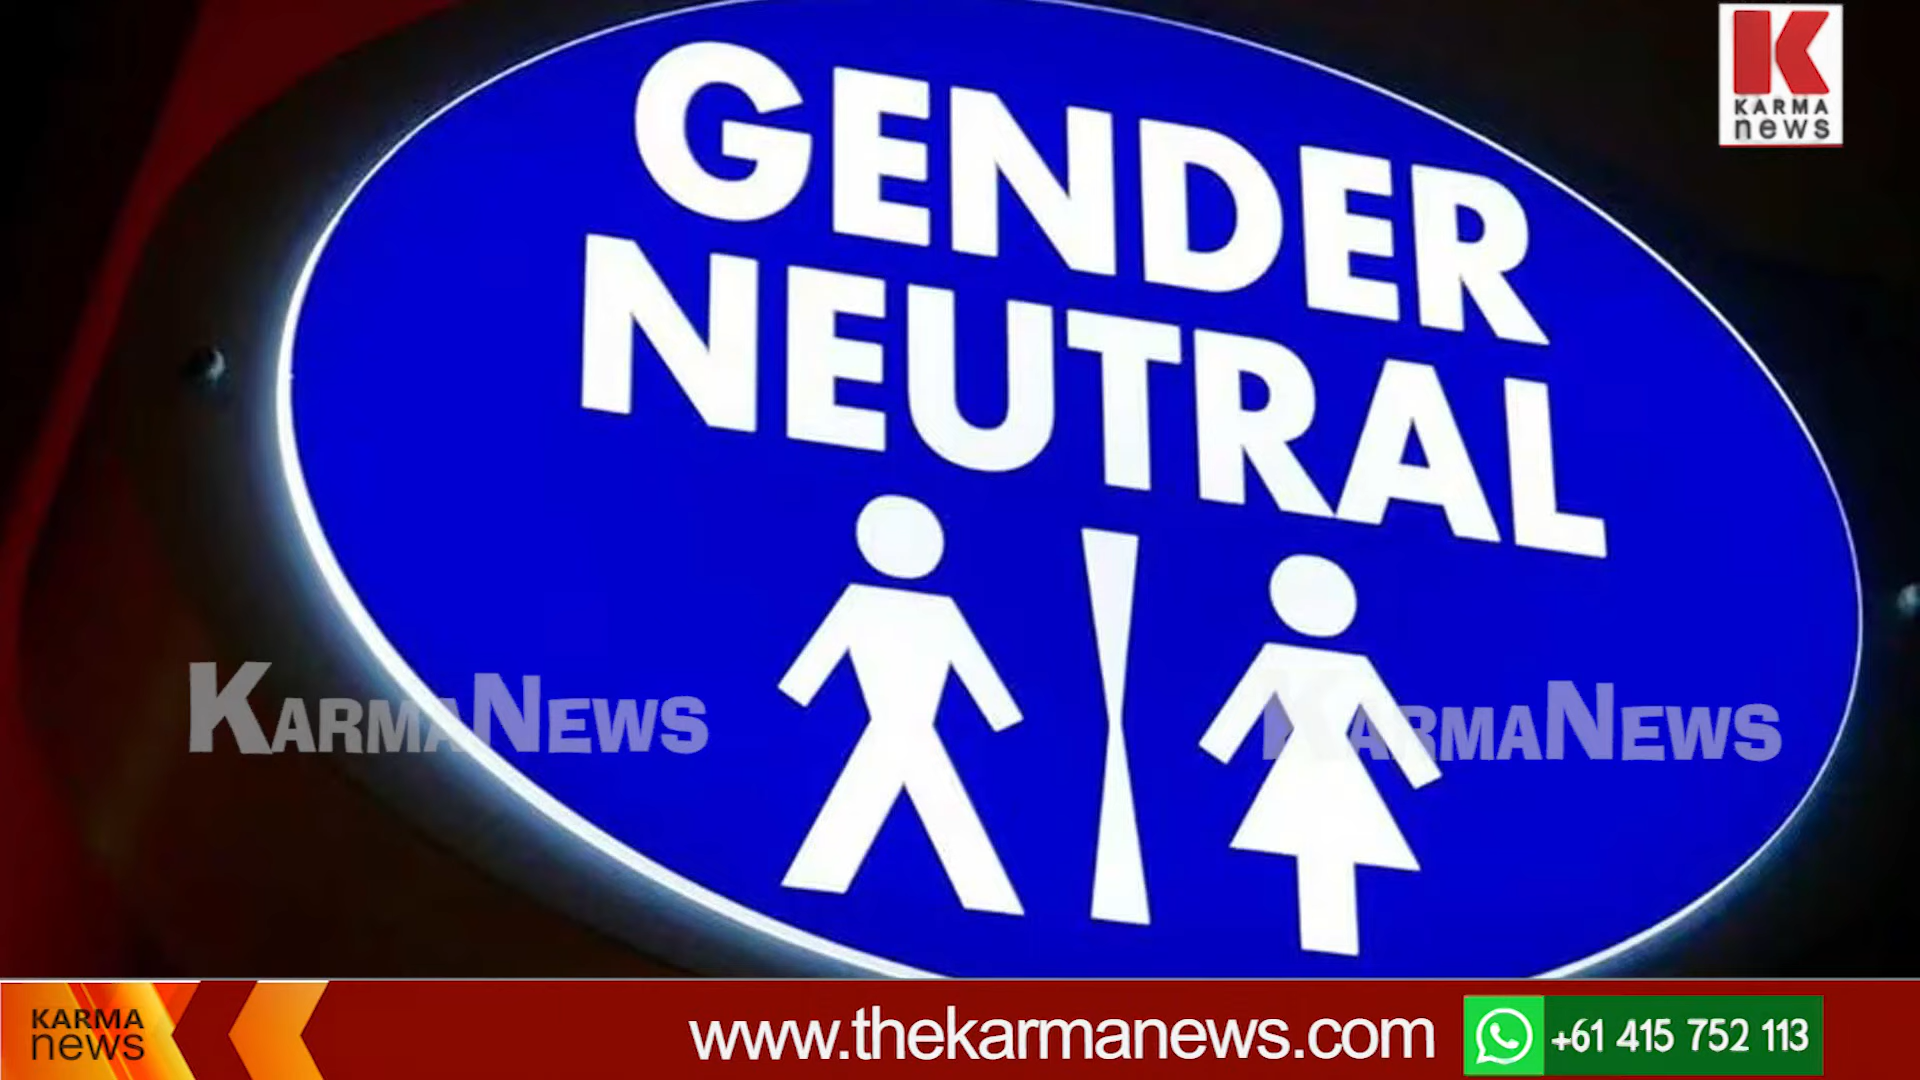 K
KARMA
news
GENDER
NEUTRAL
KARMANEWS
KARMANEWS
KARMA
news
www.thekarmanews.com
+61 415 752 113